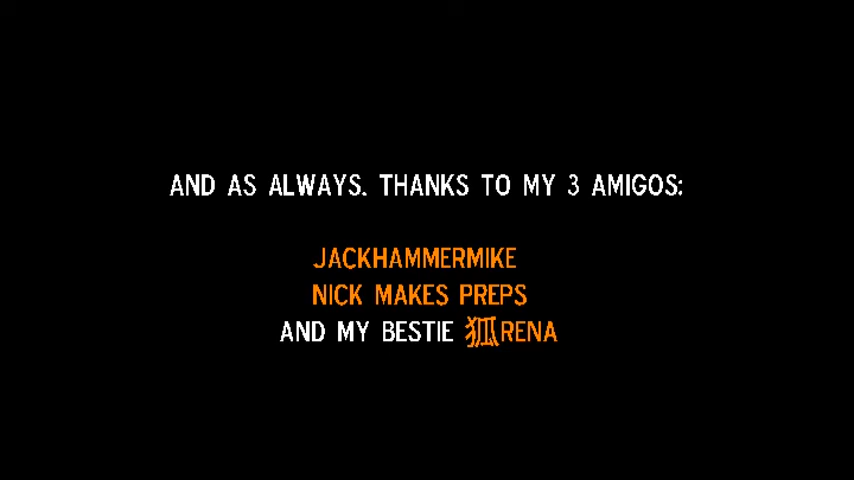 AND AS ALWAYS. THANKS TO MY 3 AMIGOS:
JACKHAMMERMIKE
NICK MAKES PREPS
AND MY BESTIE 狐RENA